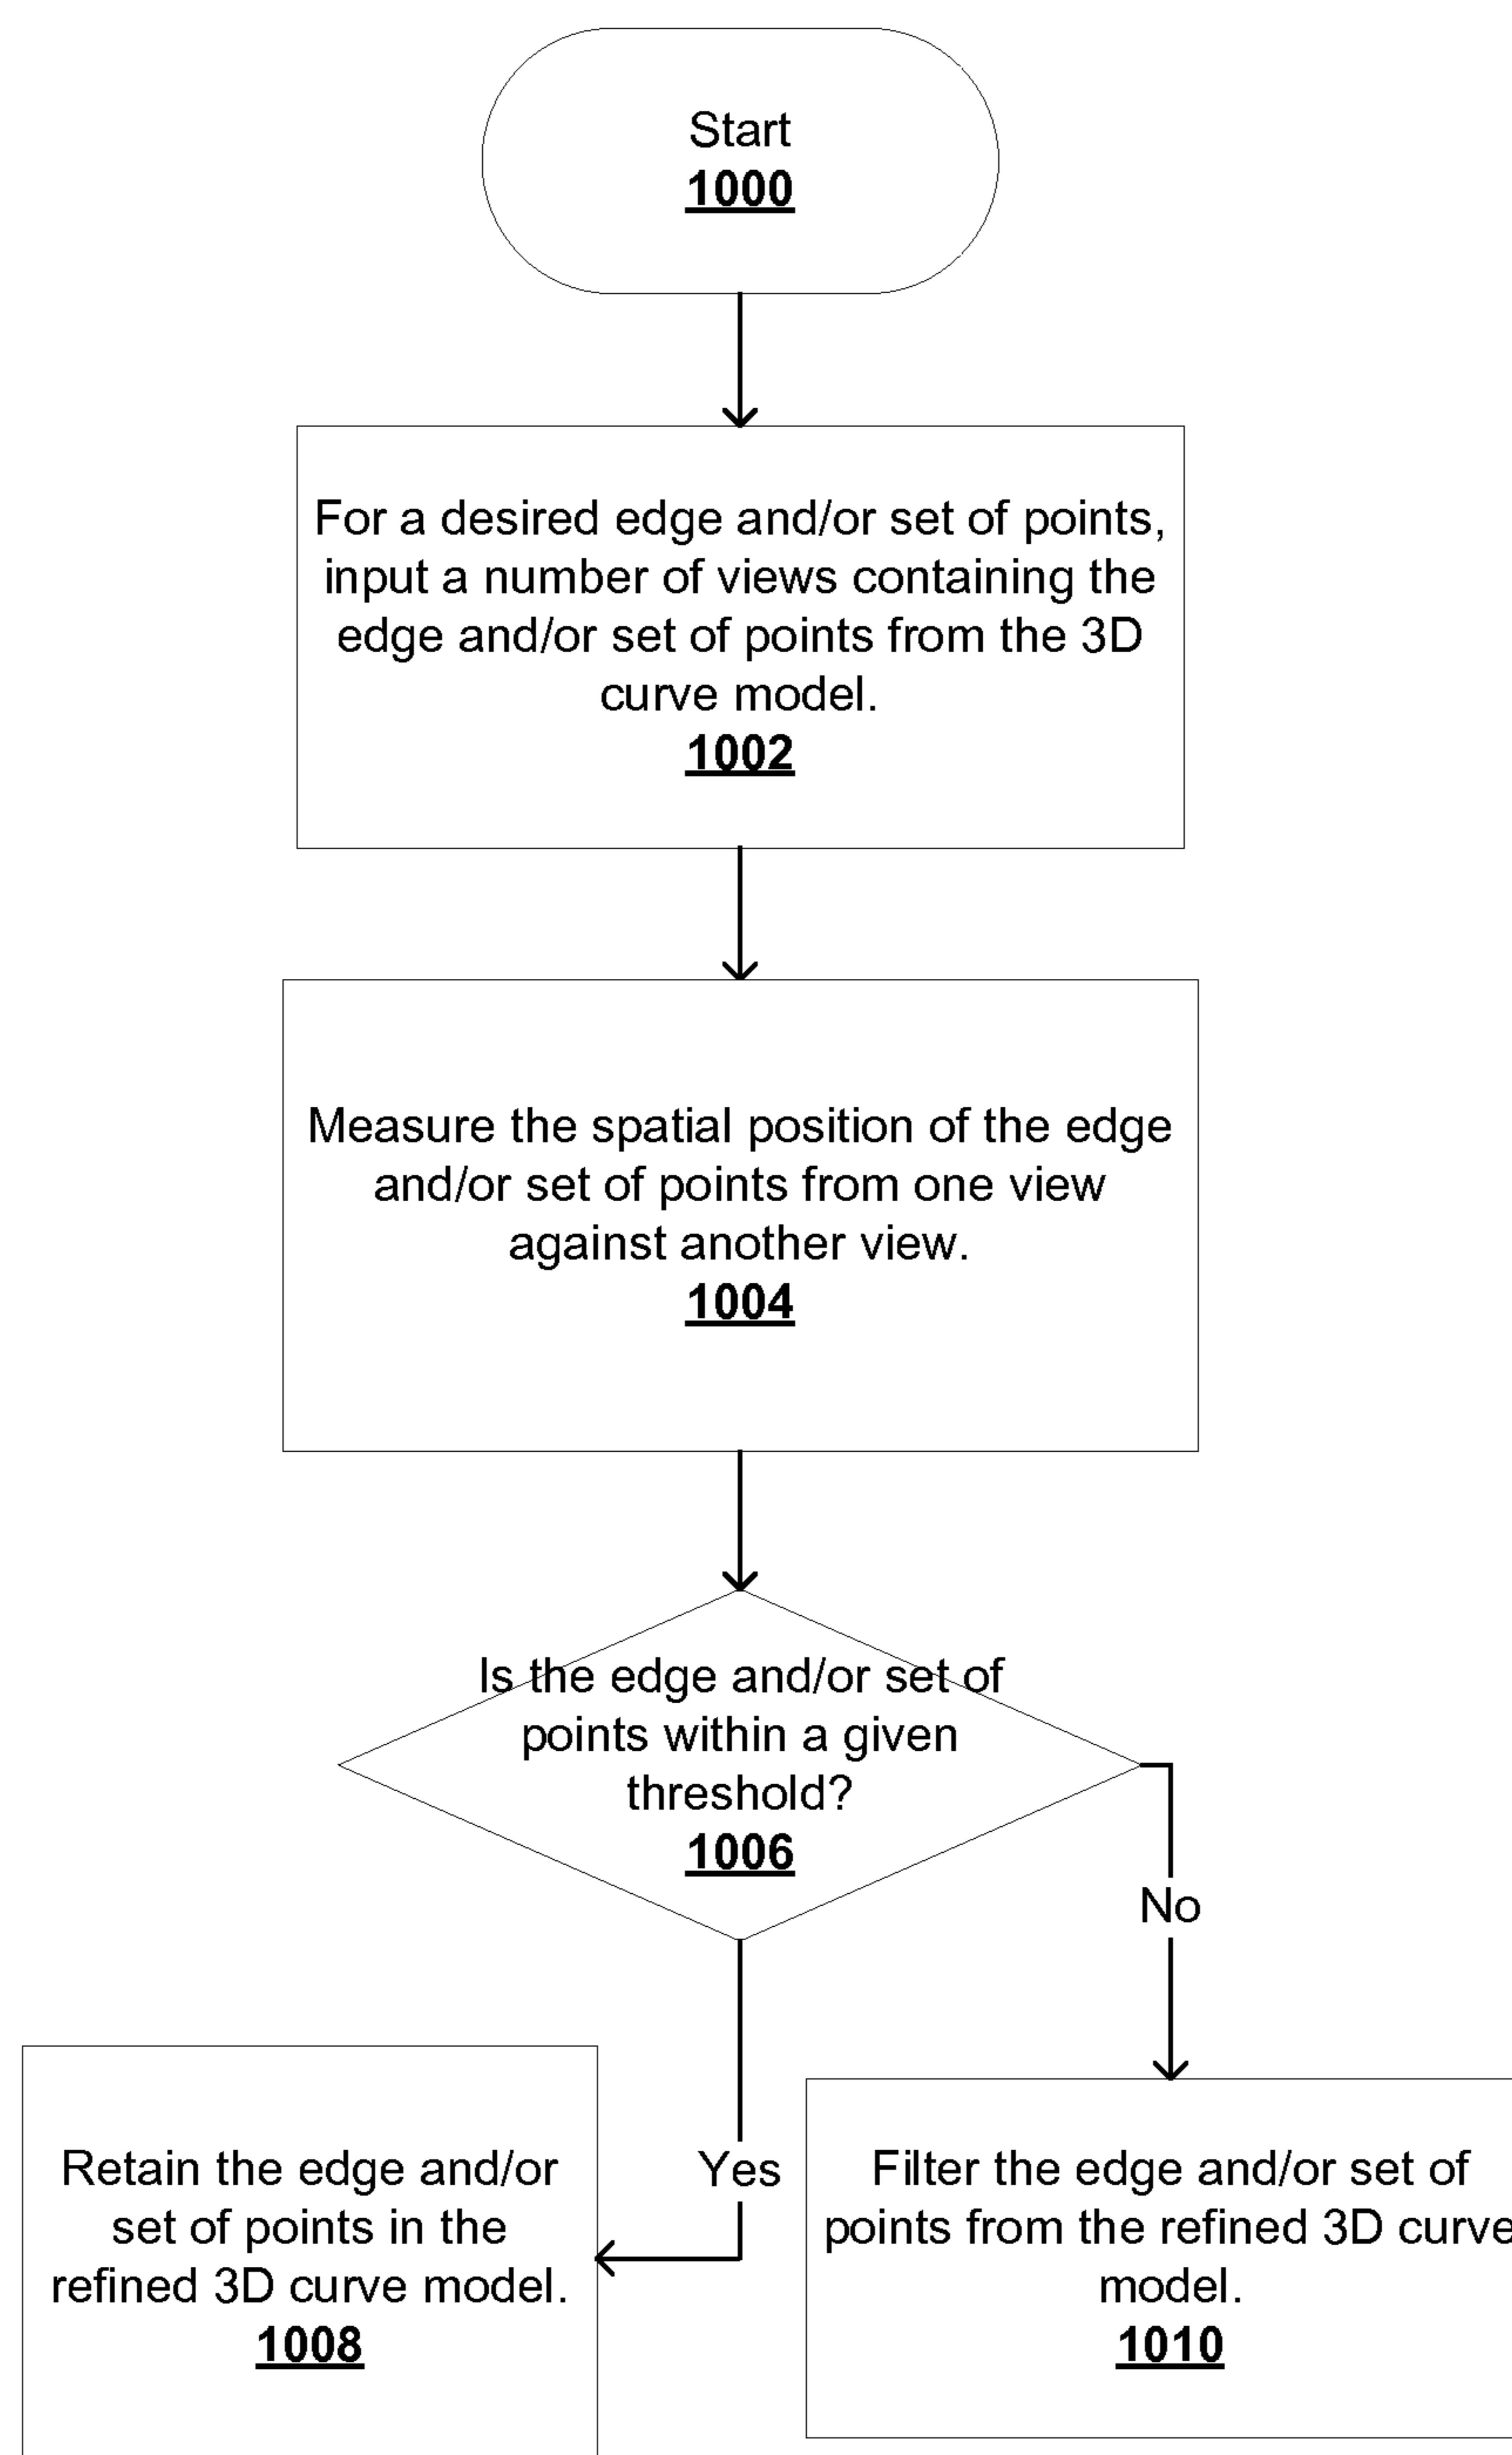 Start
1000
For a desired edge and/or set of points,
input a number of views containing the
edge and/or set of points from the 3D
curve model.
1002
Measure the spatial position of the edge
and/or set of points from one view
against another view.
1004
Is the edge and/or set of
points within a given
threshold?
1006
No
Yes
Retain the edge and/or
set of points in the
refined 3D curve model.
1008
Filter the edge and/or set of
points from the refined 3D curve
model.
1010